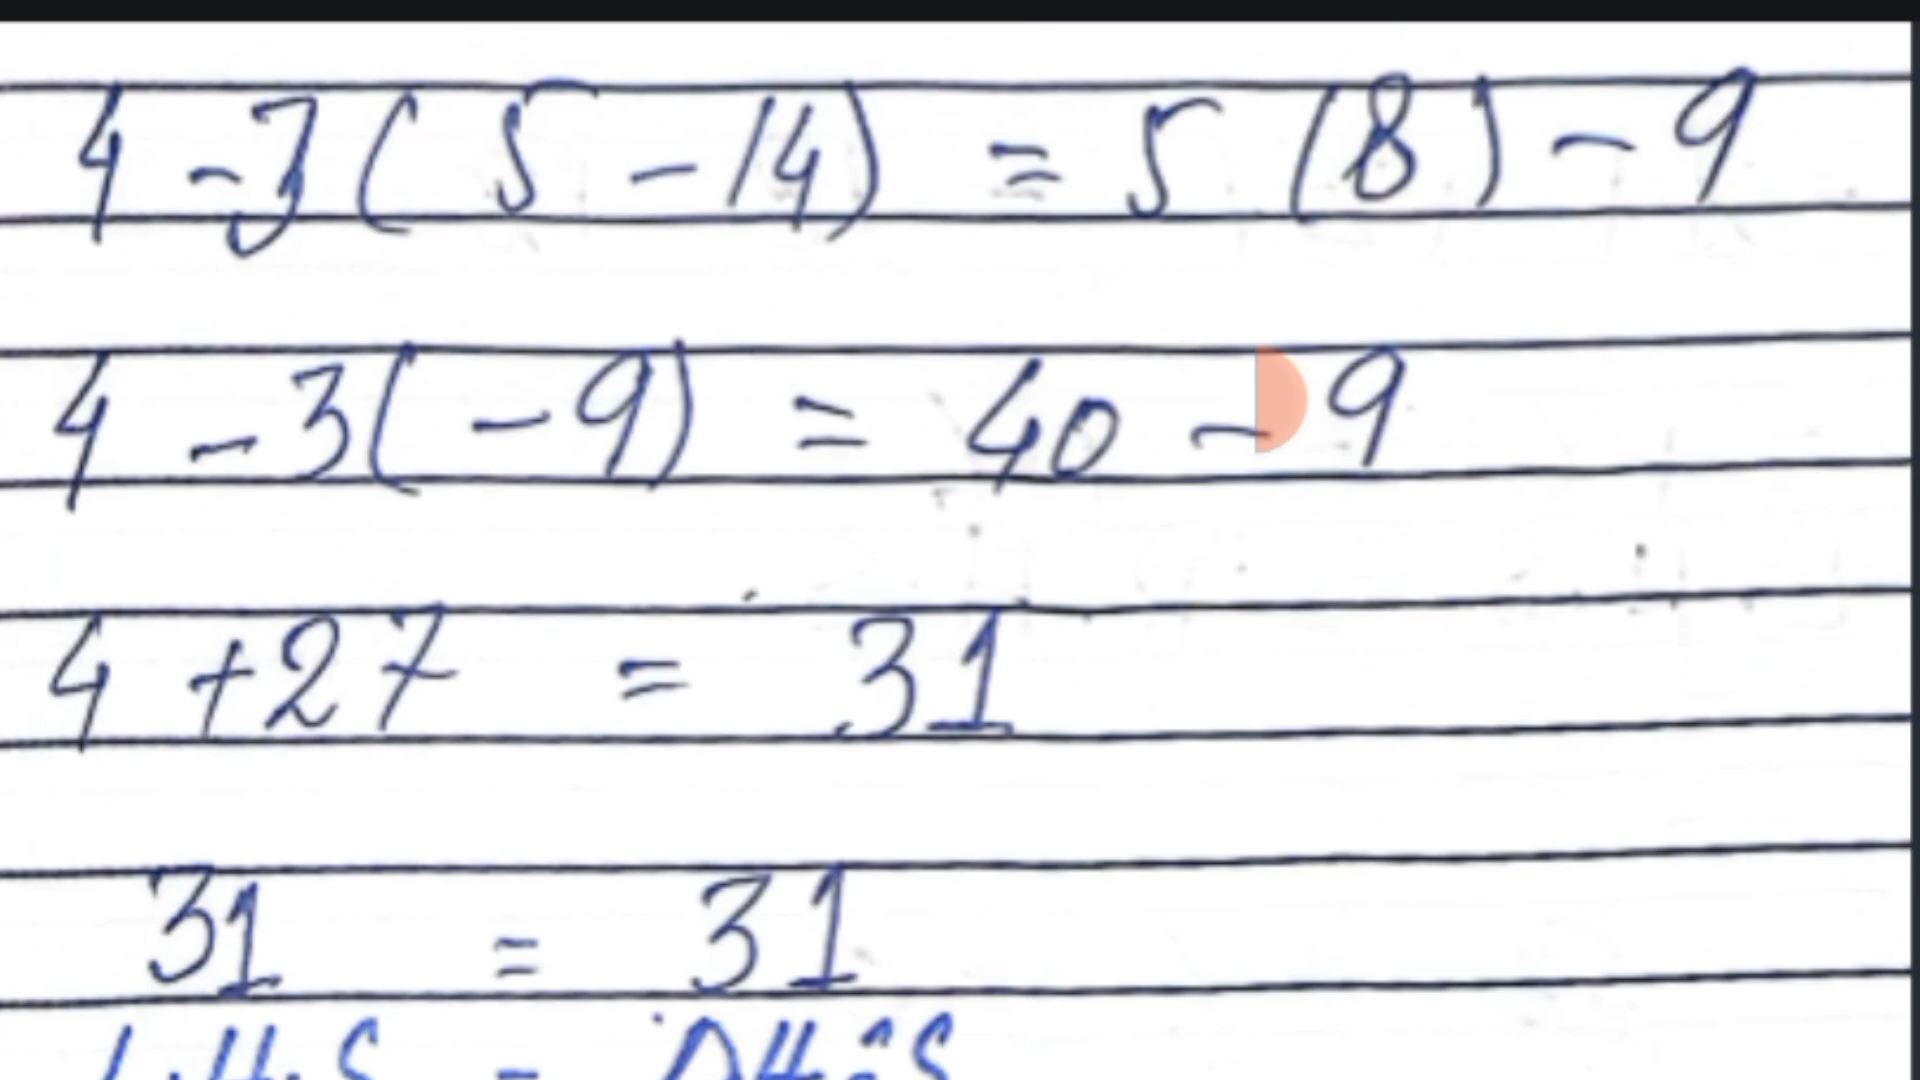 4 - 3( 5 - 14) = 5 (8) - 9
4 - 3( - 9) = 40 - 9
4 + 27 = 31
31 = 31
L.H.S = R.H.S